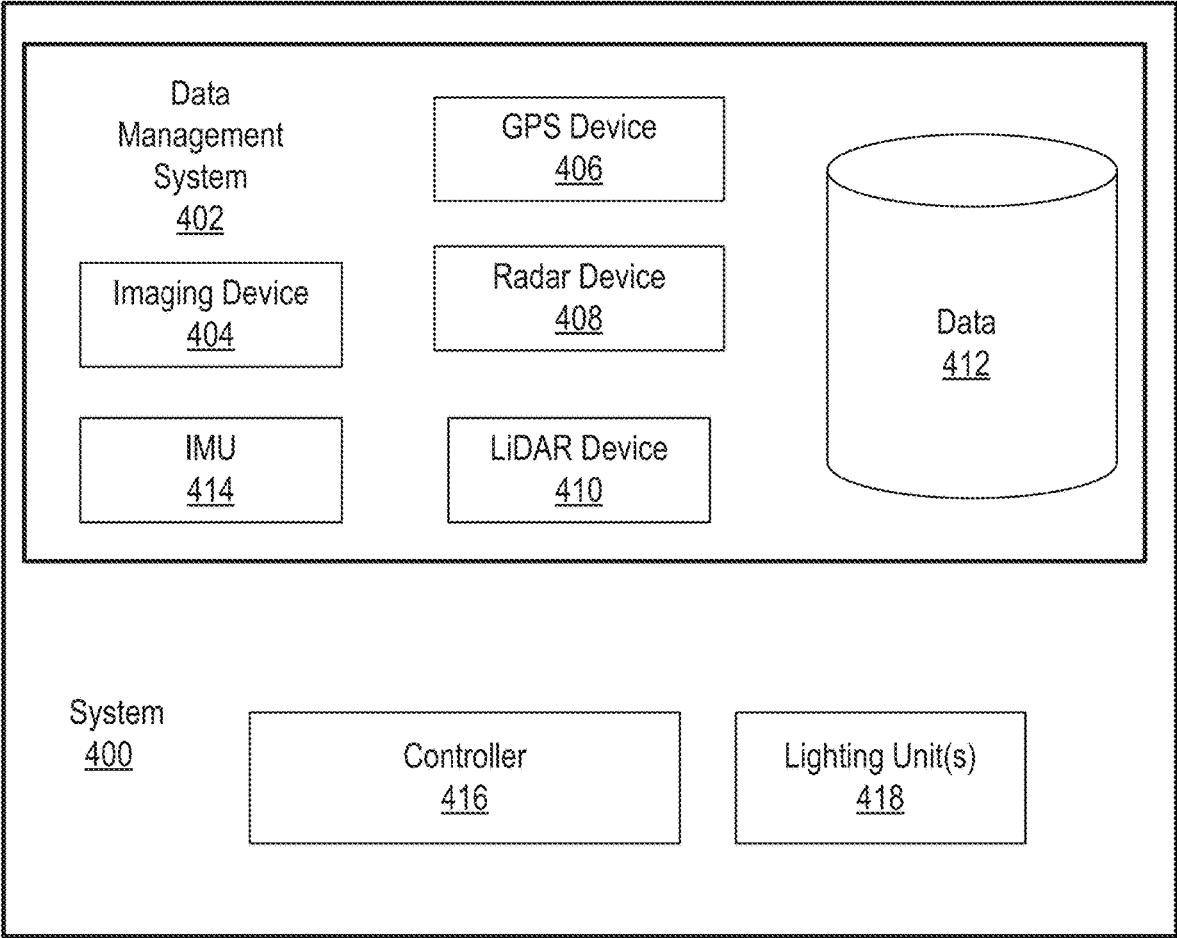 Data
Management
System
402
Imaging Device
404
IMU
414
GPS Device
406
Radar Device
408
LiDAR Device
410
Data
412
System
400
Controller
416
Lighting Unit(s)
418